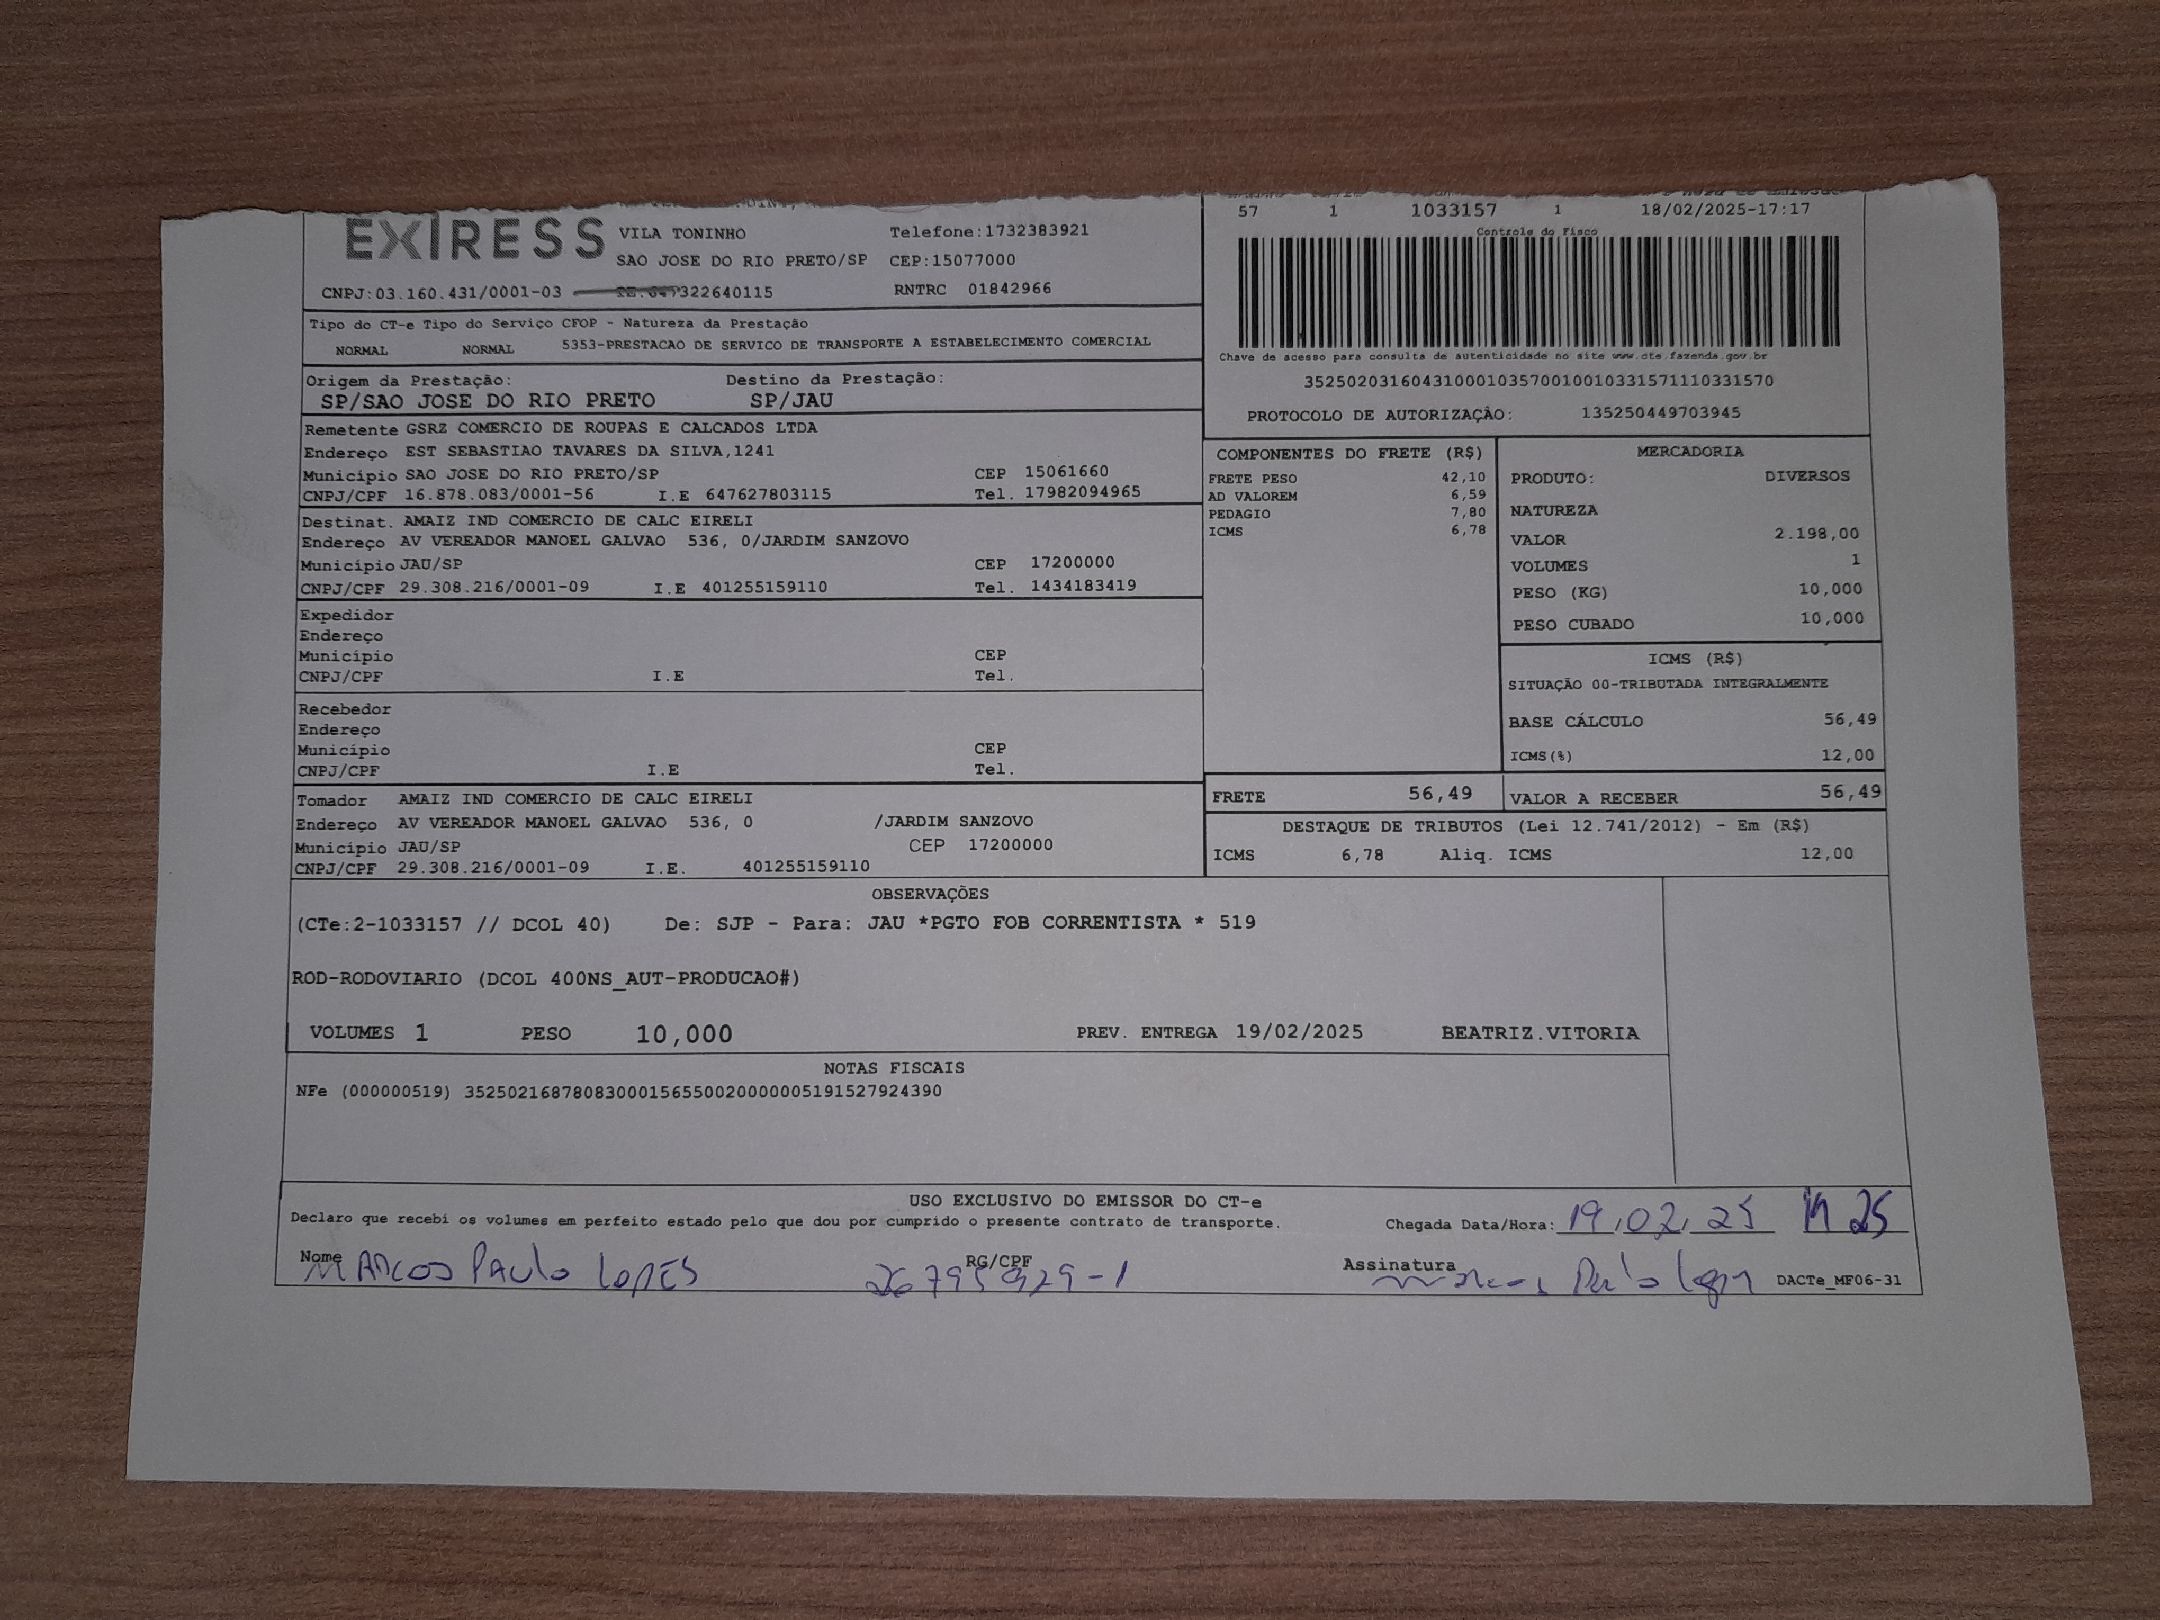 57 1 1033157 1 18/02/2025-17:17
EXIRESS VILA TONINHO Telefone:1732383921
SAO JOSE DO RIO PRETO/SP CEP:15077000
CNPJ:03.160.431/0001-03 322640115 RNTRC 01842966
Controle do Fisco
Chave de acesso para consulta de autenticidade no site www.cte.fazenda.gov.br
35250203160431000103570010010331571110331570
PROTOCOLO DE AUTORIZAÇÃO: 135250449703945
Tipo do CT-e Tipo do Serviço CFOP - Natureza da Prestação
NORMAL NORMAL 5353-PRESTACAO DE SERVICO DE TRANSPORTE A ESTABELECIMENTO COMERCIAL
Origem da Prestação: Destino da Prestação:
SP/SAO JOSE DO RIO PRETO SP/JAU
Remetente GSRZ COMERCIO DE ROUPAS E CALCADOS LTDA
Endereço EST SEBASTIAO TAVARES DA SILVA,1241
Município SAO JOSE DO RIO PRETO/SP CEP 15061660
CNPJ/CPF 16.878.083/0001-56 I.E 647627803115 Tel. 17982094965
Destinat. AMAIZ IND COMERCIO DE CALC EIRELI
Endereço AV VEREADOR MANOEL GALVAO 536, 0/JARDIM SANZOVO
Município JAU/SP CEP 17200000
CNPJ/CPF 29.308.216/0001-09 I.E 401255159110 Tel. 1434183419
Expedidor
Endereço
Município CEP
CNPJ/CPF I.E Tel.
Recebedor
Endereço
Município CEP
CNPJ/CPF I.E Tel.
Tomador AMAIZ IND COMERCIO DE CALC EIRELI
Endereço AV VEREADOR MANOEL GALVAO 536, 0 /JARDIM SANZOVO
Município JAU/SP CEP 17200000
CNPJ/CPF 29.308.216/0001-09 I.E. 401255159110
COMPONENTES DO FRETE (R$)
FRETE PESO 42,10
AD VALOREM 6,59
PEDAGIO 7,80
ICMS 6,78
MERCADORIA
PRODUTO: DIVERSOS
NATUREZA
VALOR 2.198,00
VOLUMES 1
PESO (KG) 10,000
PESO CUBADO 10,000
ICMS (R$)
SITUAÇÃO 00-TRIBUTADA INTEGRALMENTE
BASE CÁLCULO 56,49
ICMS(%) 12,00
FRETE 56,49 VALOR A RECEBER 56,49
DESTAQUE DE TRIBUTOS (Lei 12.741/2012) - Em (R$)
ICMS 6,78 Aliq. ICMS 12,00
OBSERVAÇÕES
(CTe:2-1033157 // DCOL 40) De: SJP - Para: JAU *PGTO FOB CORRENTISTA * 519
ROD-RODOVIARIO (DCOL 400NS_AUT-PRODUCAO#)
VOLUMES 1 PESO 10,000 PREV. ENTREGA 19/02/2025 BEATRIZ.VITORIA
NOTAS FISCAIS
NFe (000000519) 35250216878083000156550020000005191527924390
USO EXCLUSIVO DO EMISSOR DO CT-e
Declaro que recebi os volumes em perfeito estado pelo que dou por cumprido o presente contrato de transporte. Chegada Data/Hora: 19,02,25 25
Nome MARCOS PAULO LOPES RG/CPF 26795929-1 Assinatura DACTe_MF06-31